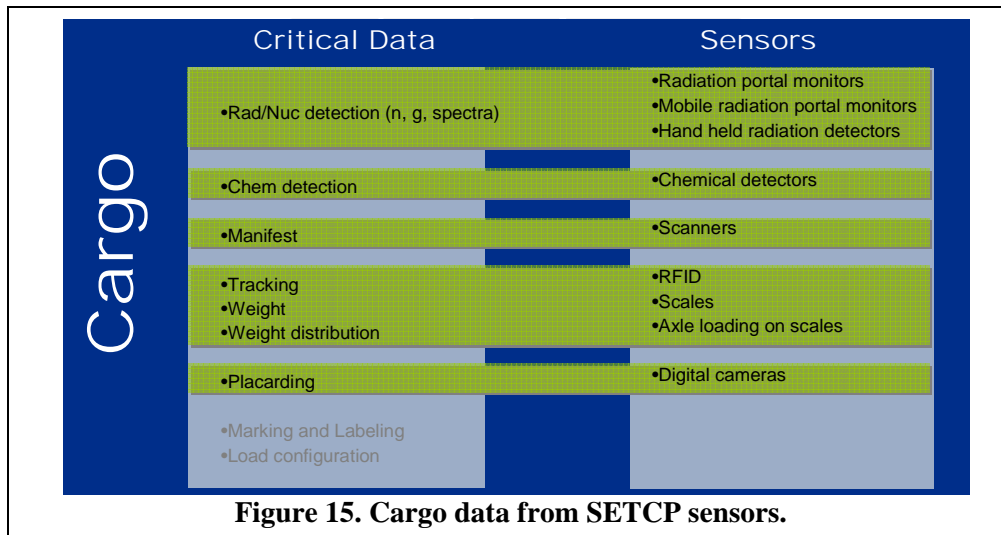 Critical Data
Sensors
Cargo
•Rad/Nuc detection (n, g, spectra)
•Radiation portal monitors
•Mobile radiation portal monitors
•Hand held radiation detectors
•Chem detection
•Chemical detectors
•Manifest
•Scanners
•Tracking
•Weight
•Weight distribution
•RFID
•Scales
•Axle loading on scales
•Placarding
•Digital cameras
•Marking and Labeling
•Load configuration
Figure 15. Cargo data from SETCP sensors.